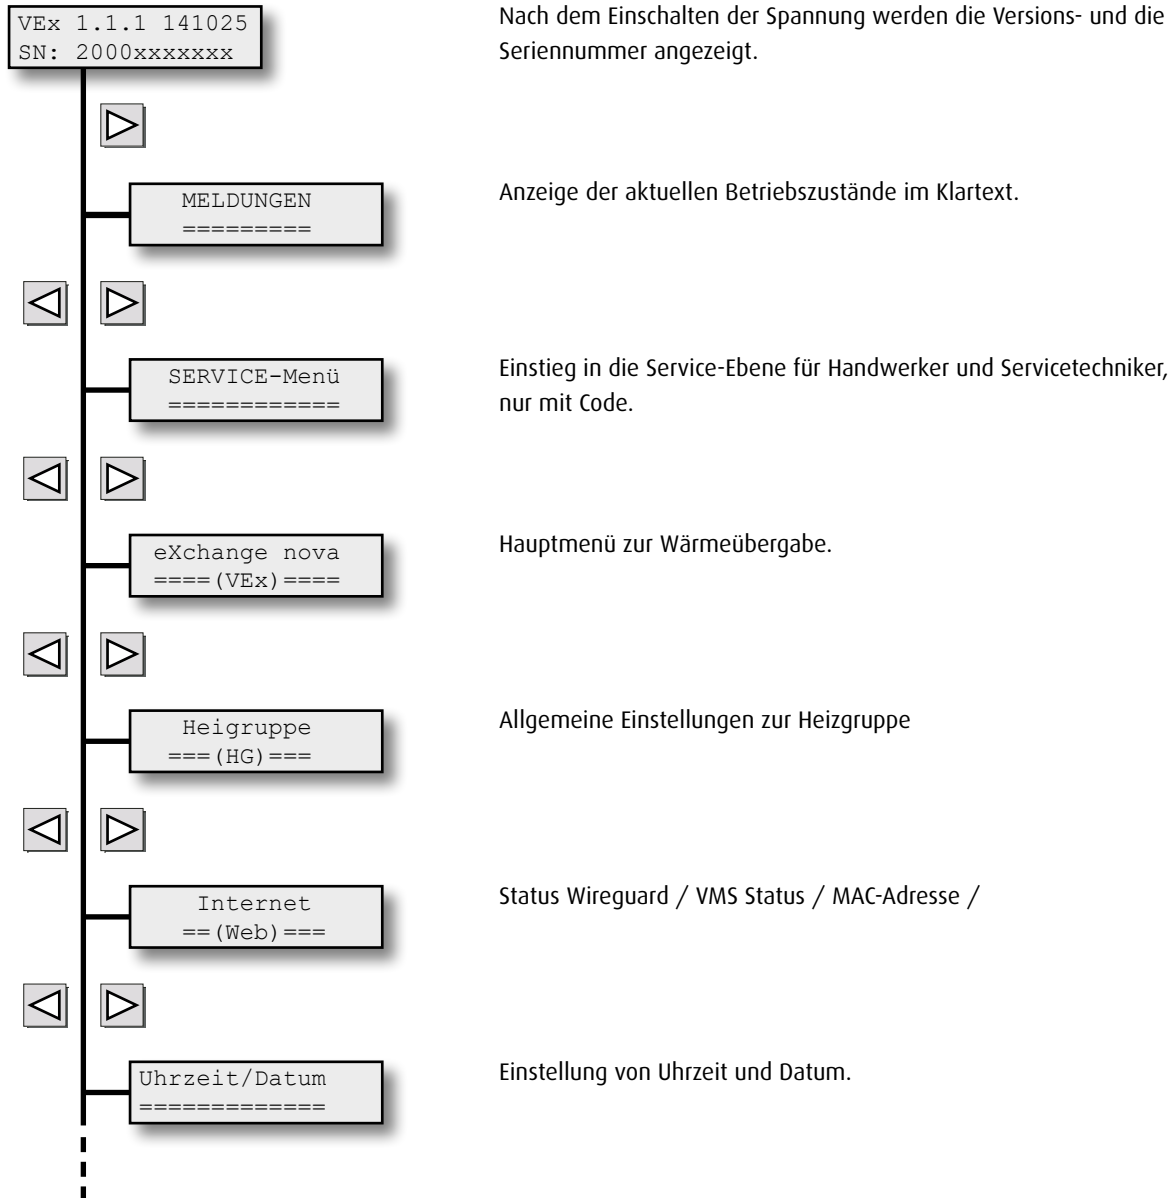 VEx 1.1.1 141025
SN: 2000xxxxxxx
Nach dem Einschalten der Spannung werden die Versions- und die
Seriennummer angezeigt.
MELDUNGEN
=========
Anzeige der aktuellen Betriebszustände im Klartext.
SERVICE-Menü
============
Einstieg in die Service-Ebene für Handwerker und Servicetechniker,
nur mit Code.
eXchange nova
====(VEx)====
Hauptmenü zur Wärmeübergabe.
Heigruppe
===(HG)===
Allgemeine Einstellungen zur Heizgruppe
Internet
==(Web)===
Status Wireguard / VMS Status / MAC-Adresse /
Uhrzeit/Datum
=============
Einstellung von Uhrzeit und Datum.